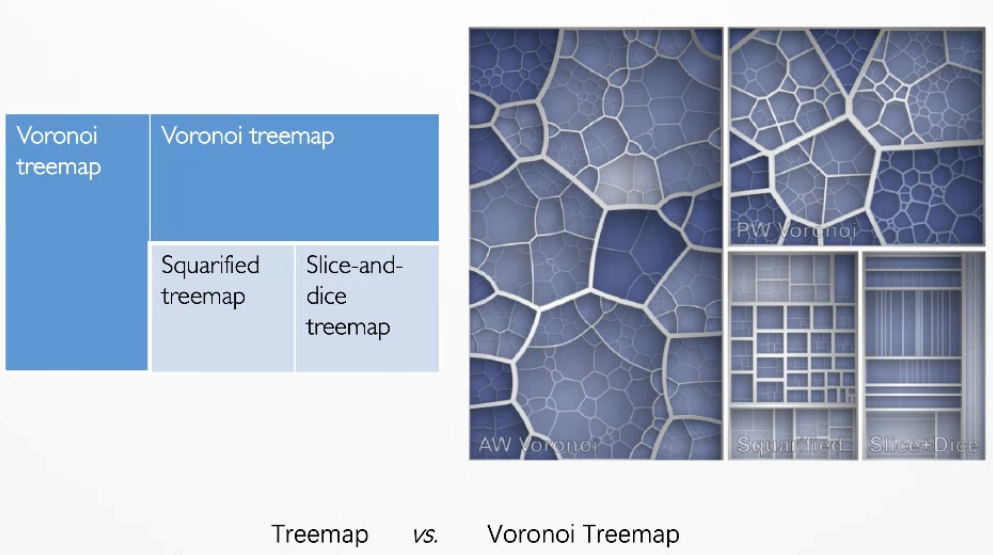 Voronoi
treemap
Voronoi treemap
Squarified
treemap
Slice-and-
dice
treemap
AW Voronoi
PW Voronoi
Squarified
Slice+Dice
Treemap vs. Voronoi Treemap